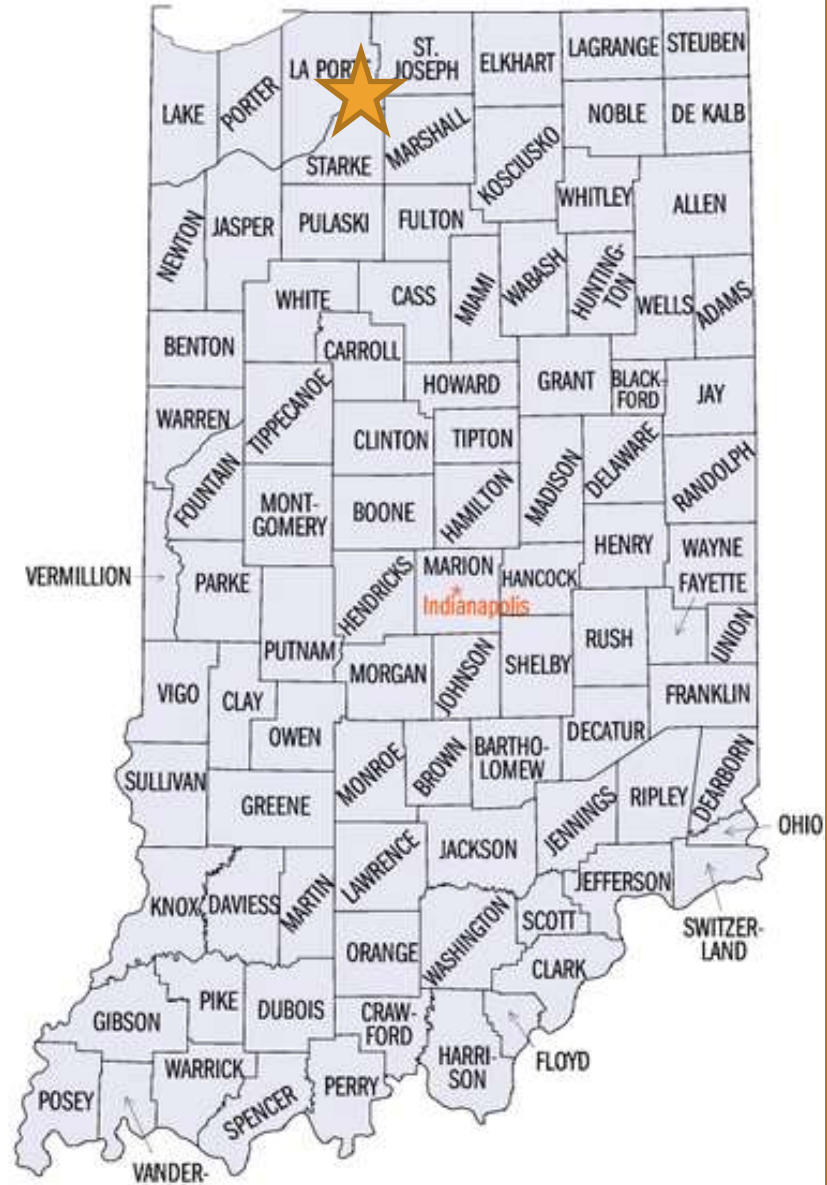 ST.
JOSEPH
LAGRANGE
STEUBEN
ELKHART
LA PORTE
LAKE
PORTER
NOBLE
DE KALB
MARSHALL
STARKE
KOSCIUSKO
WHITLEY
ALLEN
NEWTON
JASPER
PULASKI
FULTON
MIAMI
WABASH
HUNTING-
TON
WHITE
CASS
WELLS
ADAMS
BENTON
CARROLL
HOWARD
GRANT
BLACK-
FORD
JAY
WARREN
TIPPECANOE
CLINTON
TIPTON
MADISON
DELAWARE
RANDOLPH
FOUNTAIN
MONT-
GOMERY
BOONE
HAMILTON
HENRY
WAYNE
VERMILLION
PARKE
HENDRICKS
MARION
HANCOCK
FAYETTE
Indianapolis
PUTNAM
RUSH
UNION
MORGAN
JOHNSON
SHELBY
VIGO
CLAY
FRANKLIN
OWEN
MONROE
BROWN
BARTHO-
LOMEW
DECATUR
SULLIVAN
GREENE
JENNINGS
RIPLEY
DEARBORN
OHIO
LAWRENCE
JACKSON
KNOX
DAVIESS
MARTIN
JEFFERSON
SWITZER-
LAND
ORANGE
WASHINGTON
SCOTT
CLARK
GIBSON
PIKE
DUBOIS
CRAW-
FORD
HARRI-
SON
FLOYD
POSEY
WARRICK
SPENCER
PERRY
VANDER-